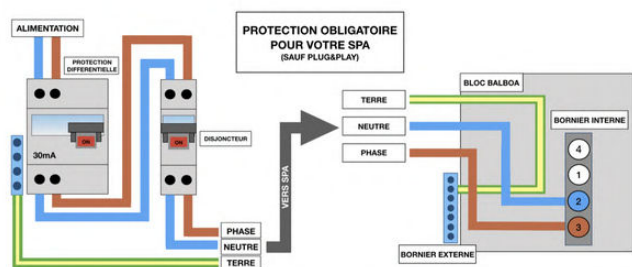 ALIMENTATION
PROTECTION
DIFFERENTIELLE
ON
30mA
DISJONCTEUR
ON
PHASE
NEUTRE
TERRE
VERS SPA
PROTECTION OBLIGATOIRE
POUR VOTRE SPA
(SAUF PLUG&PLAY)
TERRE
NEUTRE
PHASE
BLOC BALBOA
BORNIER INTERNE
4
1
2
3
BORNIER EXTERNE